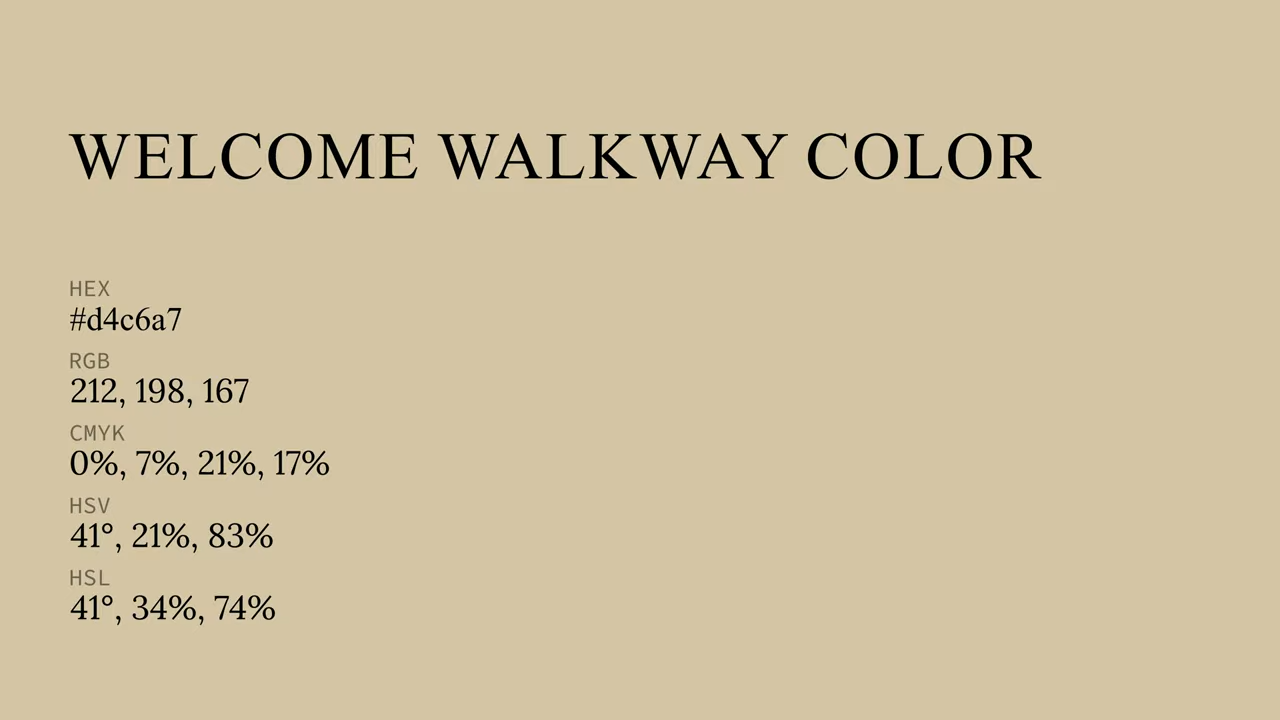 WELCOME WALKWAY COLOR
HEX
#d4c6a7
RGB
212, 198, 167
CMYK
0%, 7%, 21%, 17%
HSV
41°, 21%, 83%
HSL
41°, 34%, 74%